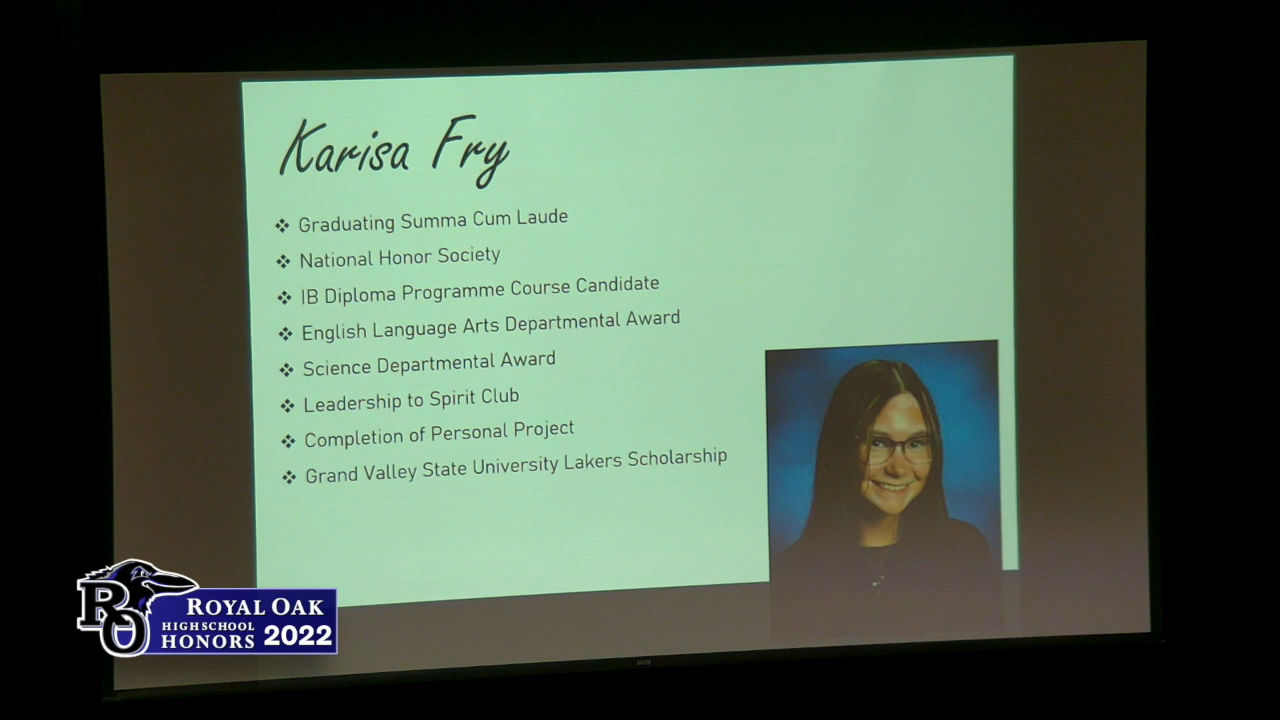 Karisa Fry
❖ Graduating Summa Cum Laude
❖ National Honor Society
❖ IB Diploma Programme Course Candidate
❖ English Language Arts Departmental Award
❖ Science Departmental Award
❖ Leadership to Spirit Club
❖ Completion of Personal Project
❖ Grand Valley State University Lakers Scholarship
RO
ROYAL OAK
HIGH SCHOOL
HONORS 2022